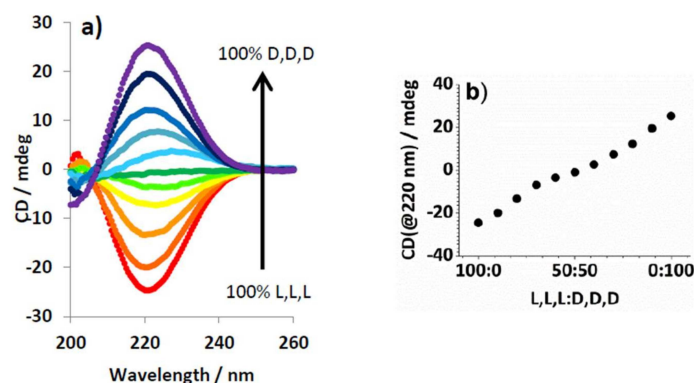 a)
30
20
10
0
-10
-20
-30
CD / mdeg
100% D,D,D
100% L,L,L
200 220 240 260
Wavelength / nm
b)
40
20
0
-20
-40
CD(@220 nm) / mdeg
100:0 50:50 0:100
L,L,L:D,D,D